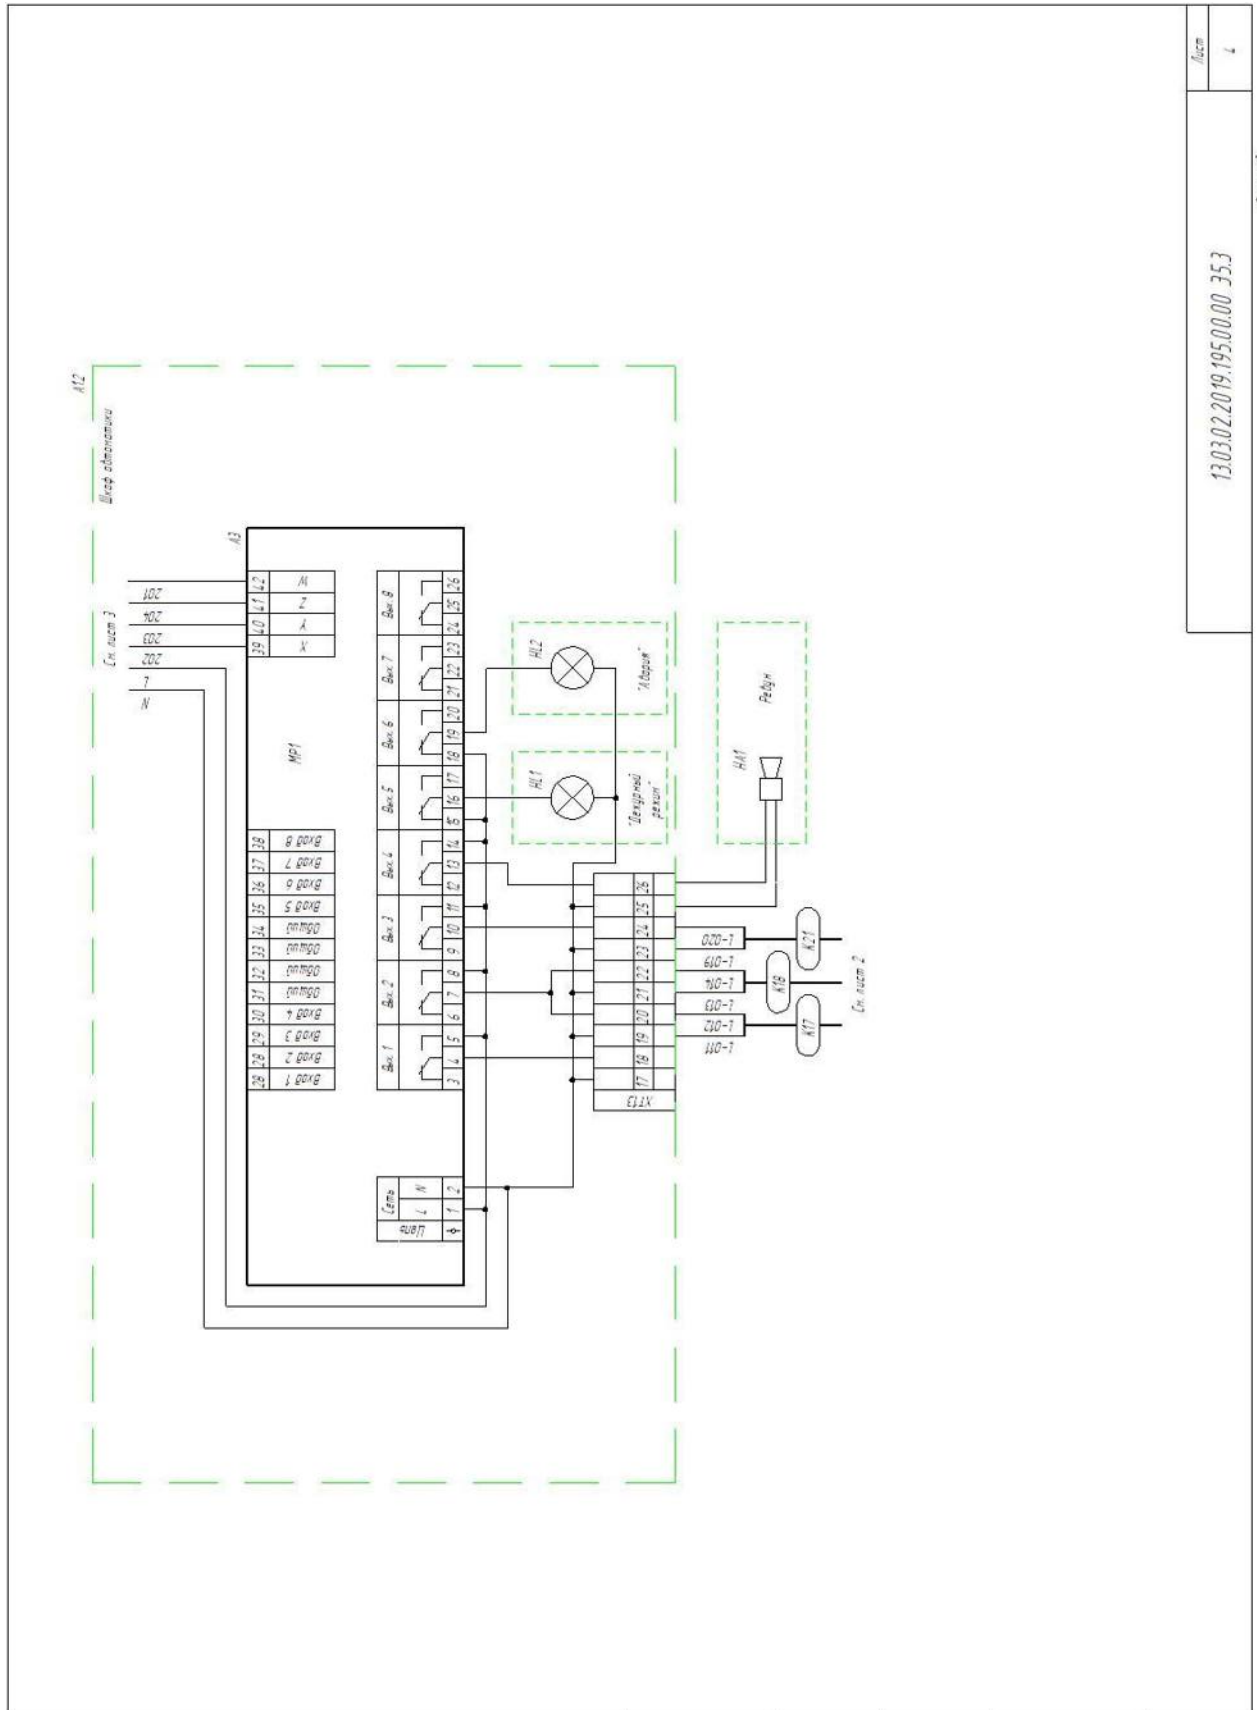 А12
Шкаф автоматики
См. лист 3
N
L
202
203
204
201
А3
39
40
41
42
X
Y
Z
W
МР1
28
28
29
30
31
32
33
34
35
36
37
38
Вход 1
Вход 2
Вход 3
Вход 4
Общий
Общий
Общий
Общий
Вход 5
Вход 6
Вход 7
Вход 8
Цепь
Сеть
L
N
1
2
Вых. 1
Вых. 2
Вых. 3
Вых. 4
Вых. 5
Вых. 6
Вых. 7
Вых. 8
3
4
5
6
7
8
9
10
11
12
13
14
15
16
17
18
19
20
21
22
23
24
25
26
HL1
HL2
"Дежурный
режим"
"Авария"
XT13
17
18
19
20
21
22
23
24
25
26
HA1
Ревун
L-011
L-012
L-013
L-014
L-019
L-020
К17
К18
К21
См. лист 2
13.03.02.2019.195.00.00 Э5.3
Лист
4